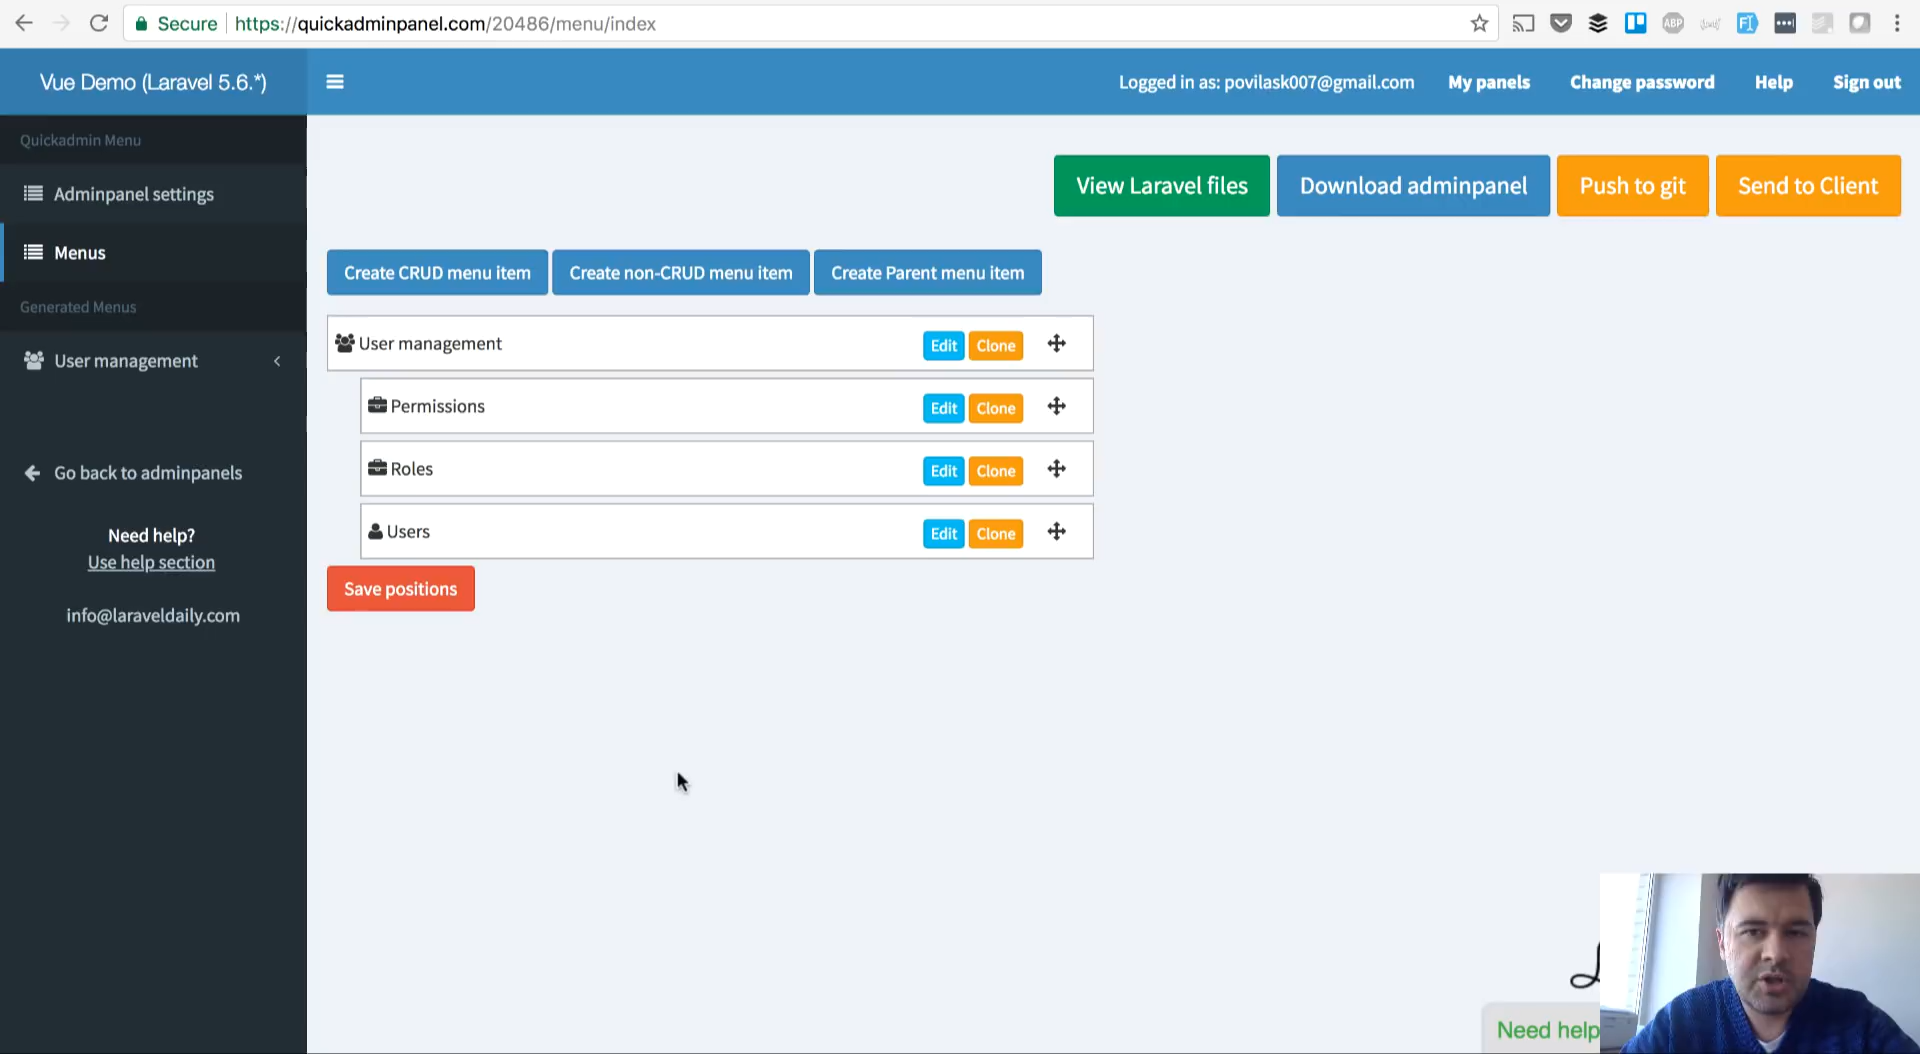 Secure https://quickadminpanel.com/20486/menu/index
ABP
Vue Demo (Laravel 5.6.*)
Logged in as: povilask007@gmail.com My panels Change password Help Sign out
Quickadmin Menu
Adminpanel settings
Menus
Generated Menus
User management
Go back to adminpanels
Need help?
Use help section
info@laraveldaily.com
View Laravel files Download adminpanel Push to git Send to Client
Create CRUD menu item Create non-CRUD menu item Create Parent menu item
User management Edit Clone
Permissions Edit Clone
Roles Edit Clone
Users Edit Clone
Save positions
Need help